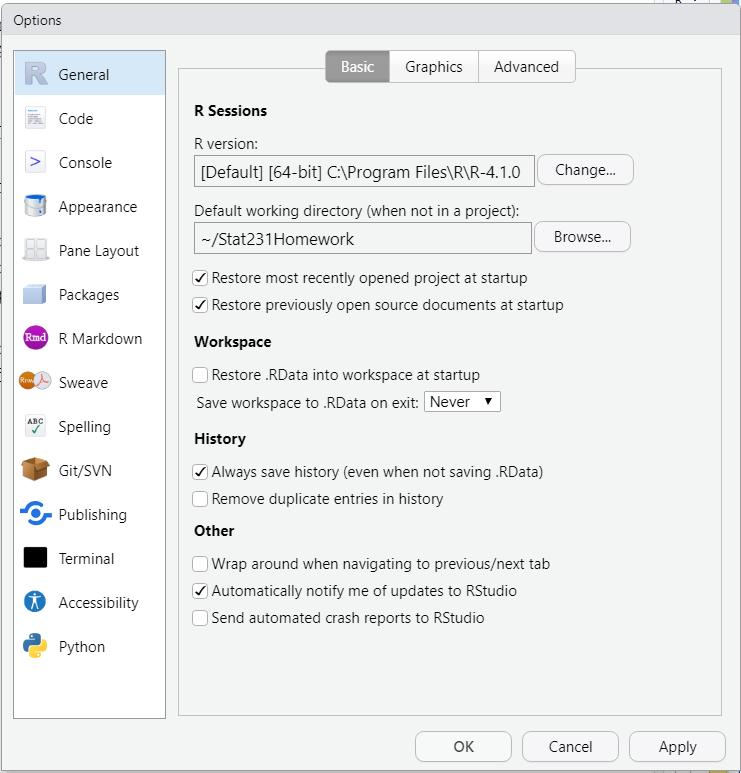 Options
General
Code
Console
Appearance
Pane Layout
Packages
Rmd
R Markdown
Rnw
Sweave
ABC
Spelling
Git/SVN
Publishing
Terminal
Accessibility
Python
Basic
Graphics
Advanced
R Sessions
R version:
[Default] [64-bit] C:\Program Files\R\R-4.1.0
Change...
Default working directory (when not in a project):
~/Stat231Homework
Browse...
Restore most recently opened project at startup
Restore previously open source documents at startup
Workspace
Restore .RData into workspace at startup
Save workspace to .RData on exit: Never
History
Always save history (even when not saving .RData)
Remove duplicate entries in history
Other
Wrap around when navigating to previous/next tab
Automatically notify me of updates to RStudio
Send automated crash reports to RStudio
OK
Cancel
Apply